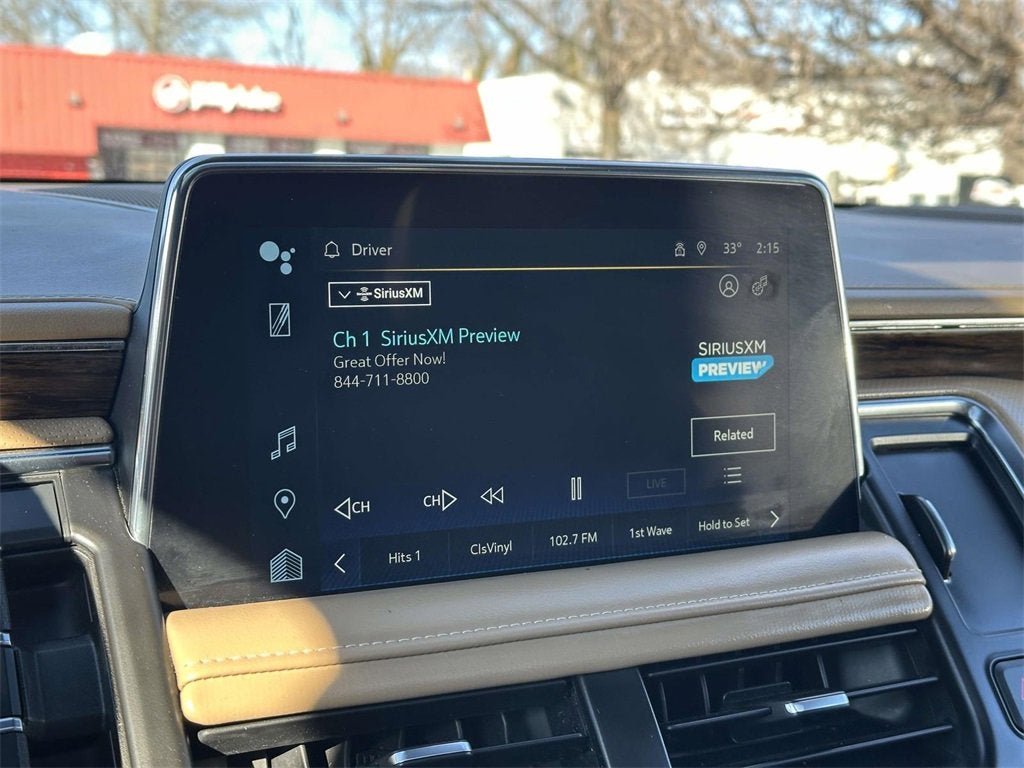 jiffylube
Driver 33° 2:15
SiriusXM
Ch 1 SiriusXM Preview
Great Offer Now!
844-711-8800
SIRIUSXM
PREVIEW
Related
CH CH LIVE
Hits 1 ClsVinyl 102.7 FM 1st Wave Hold to Set